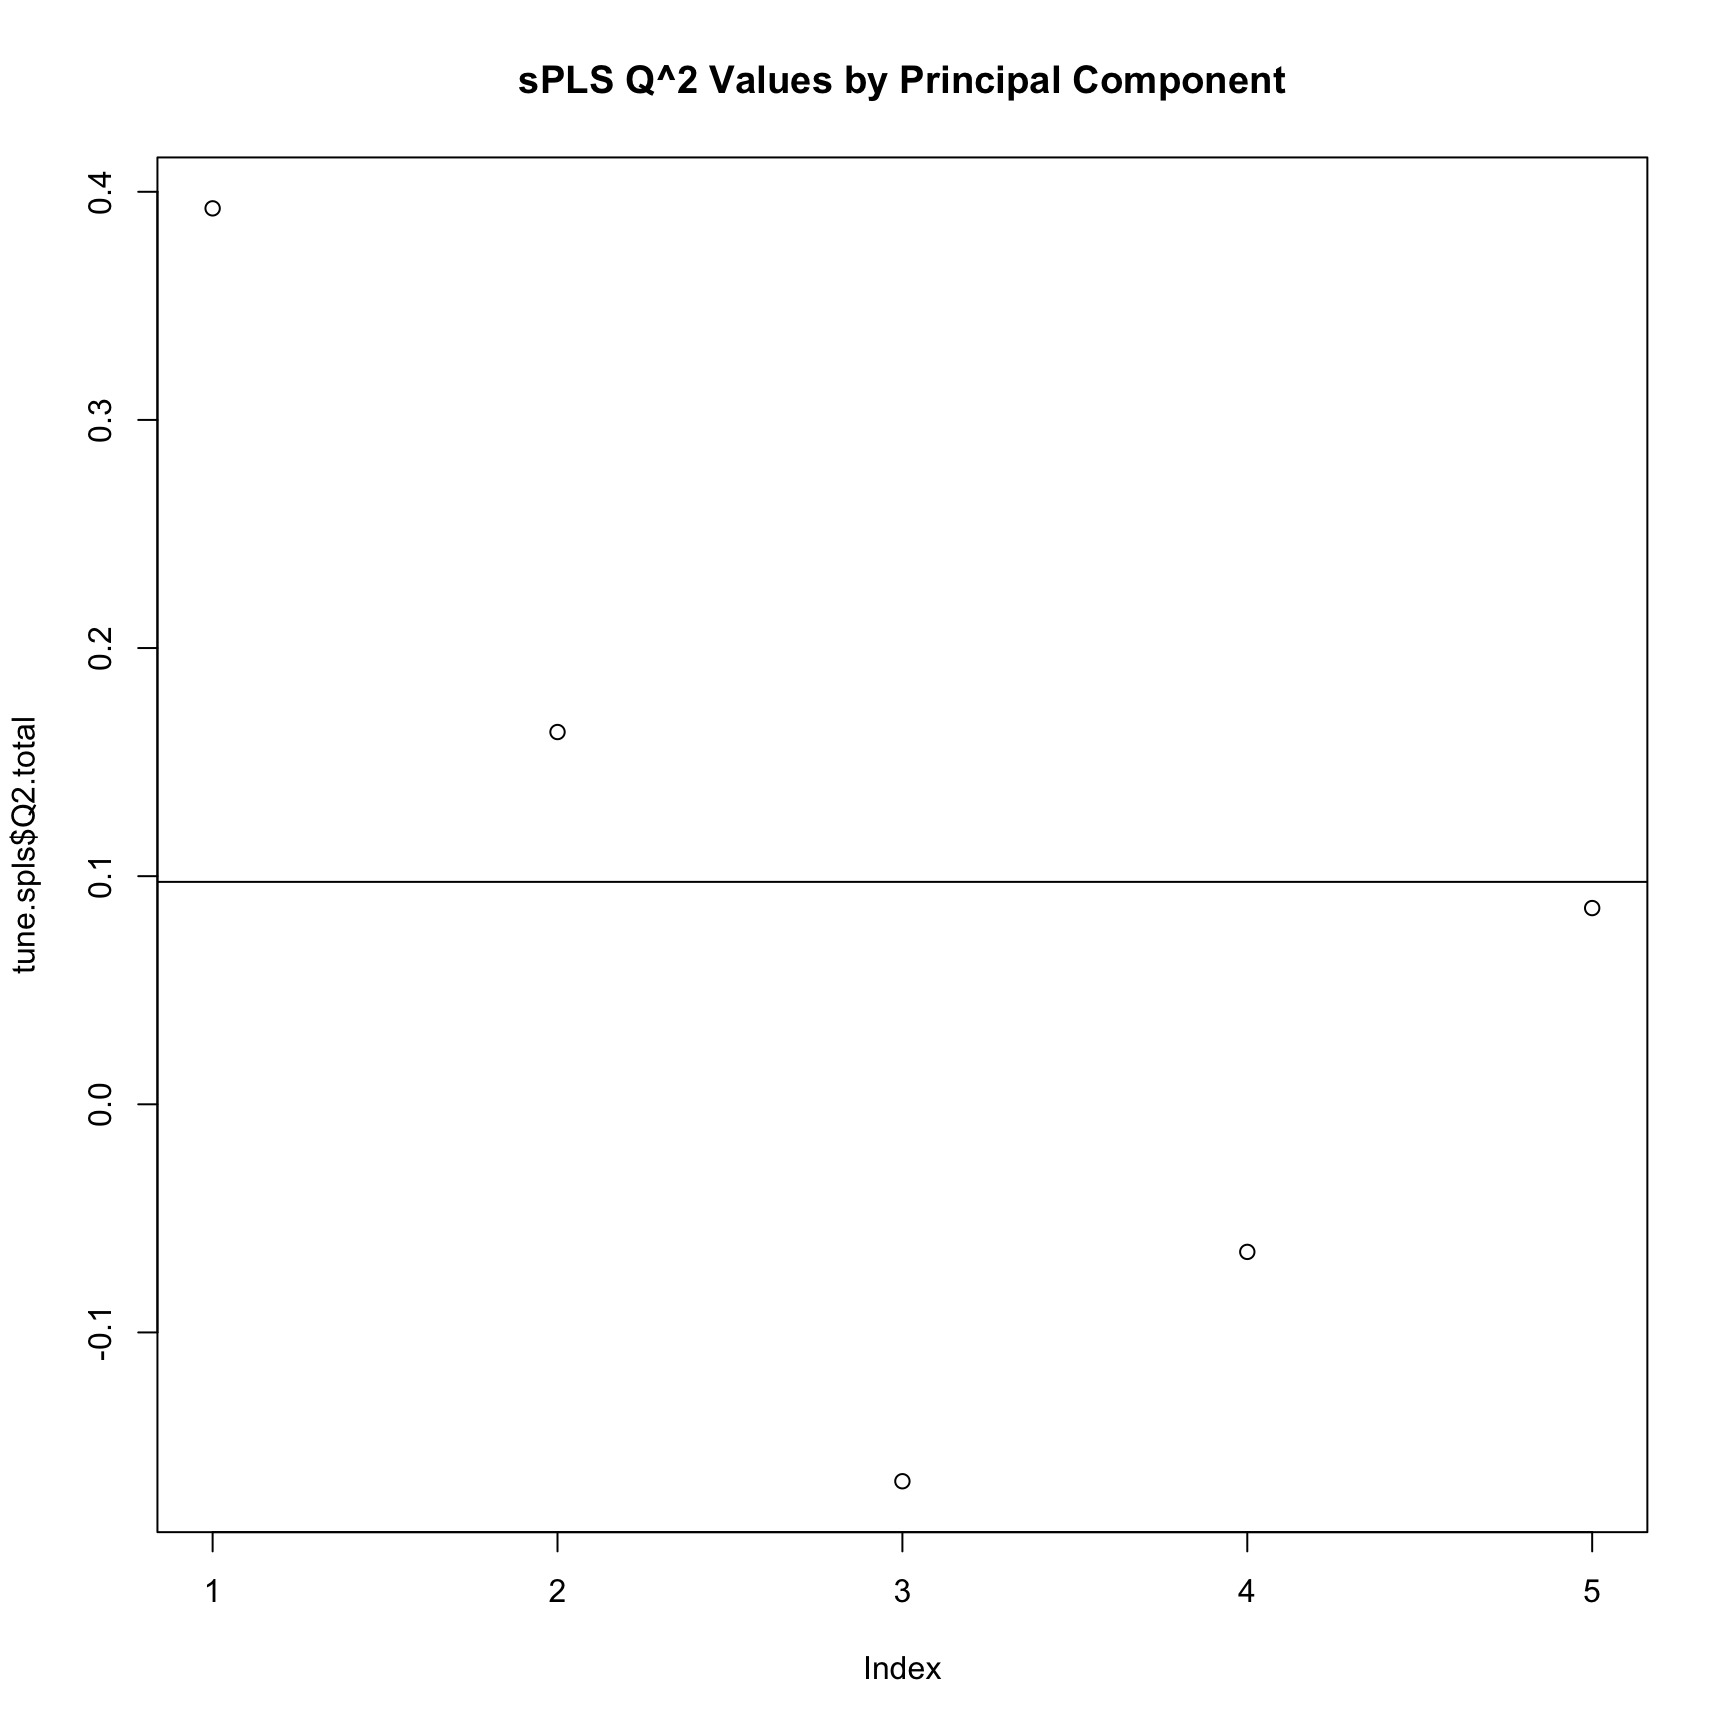 sPLS Q^2 Values by Principal Component
tune.spls$Q2.total
0.4
0.3
0.2
0.1
0.0
-0.1
1 2 3 4 5
Index